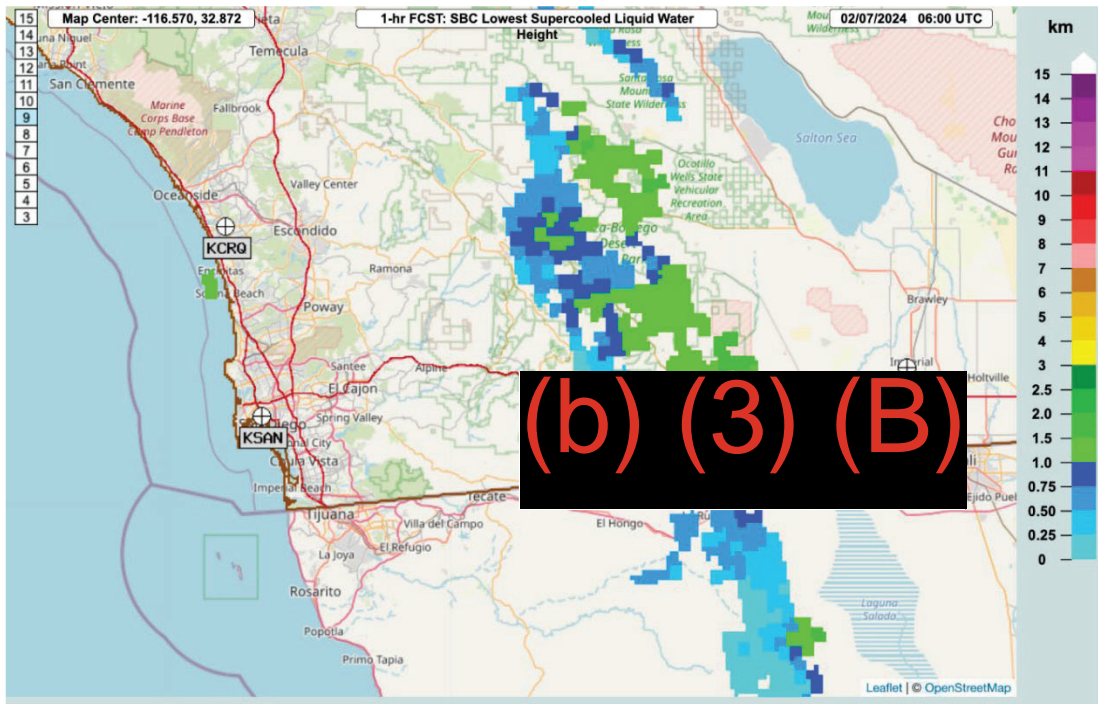 Map Center: -116.570, 32.872
1-hr FCST: SBC Lowest Supercooled Liquid Water
Height
02/07/2024 06:00 UTC
km
15
14
13
12
11
10
9
8
7
6
5
4
3
Temecula
San Clemente
Marine
Corps Base
Camp Pendleton
Fallbrook
Valley Center
Oceanside
Escondido
KCRQ
Encinitas
Solana Beach
Ramona
Poway
Santee
Alpine
El Cajon
Spring Valley
KSAN
Chula Vista
Imperial Beach
Tijuana
Tecate
Villa del Campo
La Joya
El Refugio
Rosarito
Popotla
Primo Tapia
El Hongo
State Wilderness
Salton Sea
Ocotillo
Wells State
Vehicular
Recreation
Area
Brawley
Imperial
Holtville
Laguna
Salada
(b) (3) (B)
15
14
13
12
11
10
9
8
7
6
5
4
3
2.5
2.0
1.5
1.0
0.75
0.50
0.25
0
Leaflet | © OpenStreetMap